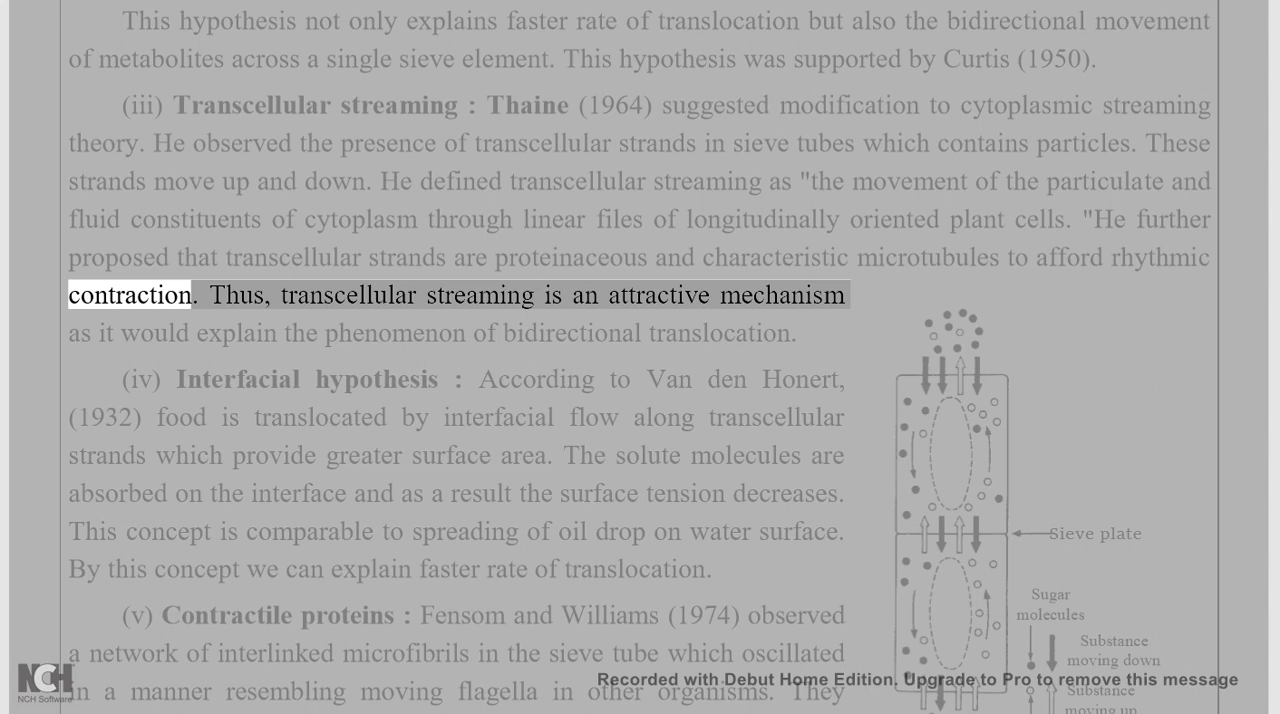 This hypothesis not only explains faster rate of translocation but also the bidirectional movement
of metabolites across a single sieve element. This hypothesis was supported by Curtis (1950).
(iii) Transcellular streaming : Thaine (1964) suggested modification to cytoplasmic streaming
theory. He observed the presence of transcellular strands in sieve tubes which contains particles. These
strands move up and down. He defined transcellular streaming as "the movement of the particulate and
fluid constituents of cytoplasm through linear files of longitudinally oriented plant cells. "He further
proposed that transcellular strands are proteinaceous and characteristic microtubules to afford rhythmic
contraction. Thus, transcellular streaming is an attractive mechanism
as it would explain the phenomenon of bidirectional translocation.
(iv) Interfacial hypothesis : According to Van den Honert,
(1932) food is translocated by interfacial flow along transcellular
strands which provide greater surface area. The solute molecules are
absorbed on the interface and as a result the surface tension decreases.
This concept is comparable to spreading of oil drop on water surface.
By this concept we can explain faster rate of translocation.
(v) Contractile proteins : Fensom and Williams (1974) observed
a network of interlinked microfibrils in the sieve tube which oscillated
in a manner resembling moving flagella in other organisms. They
Sieve plate
Sugar
molecules
Substance
moving down
Substance
moving up
NCH
NCH Software
Recorded with Debut Home Edition. Upgrade to Pro to remove this message